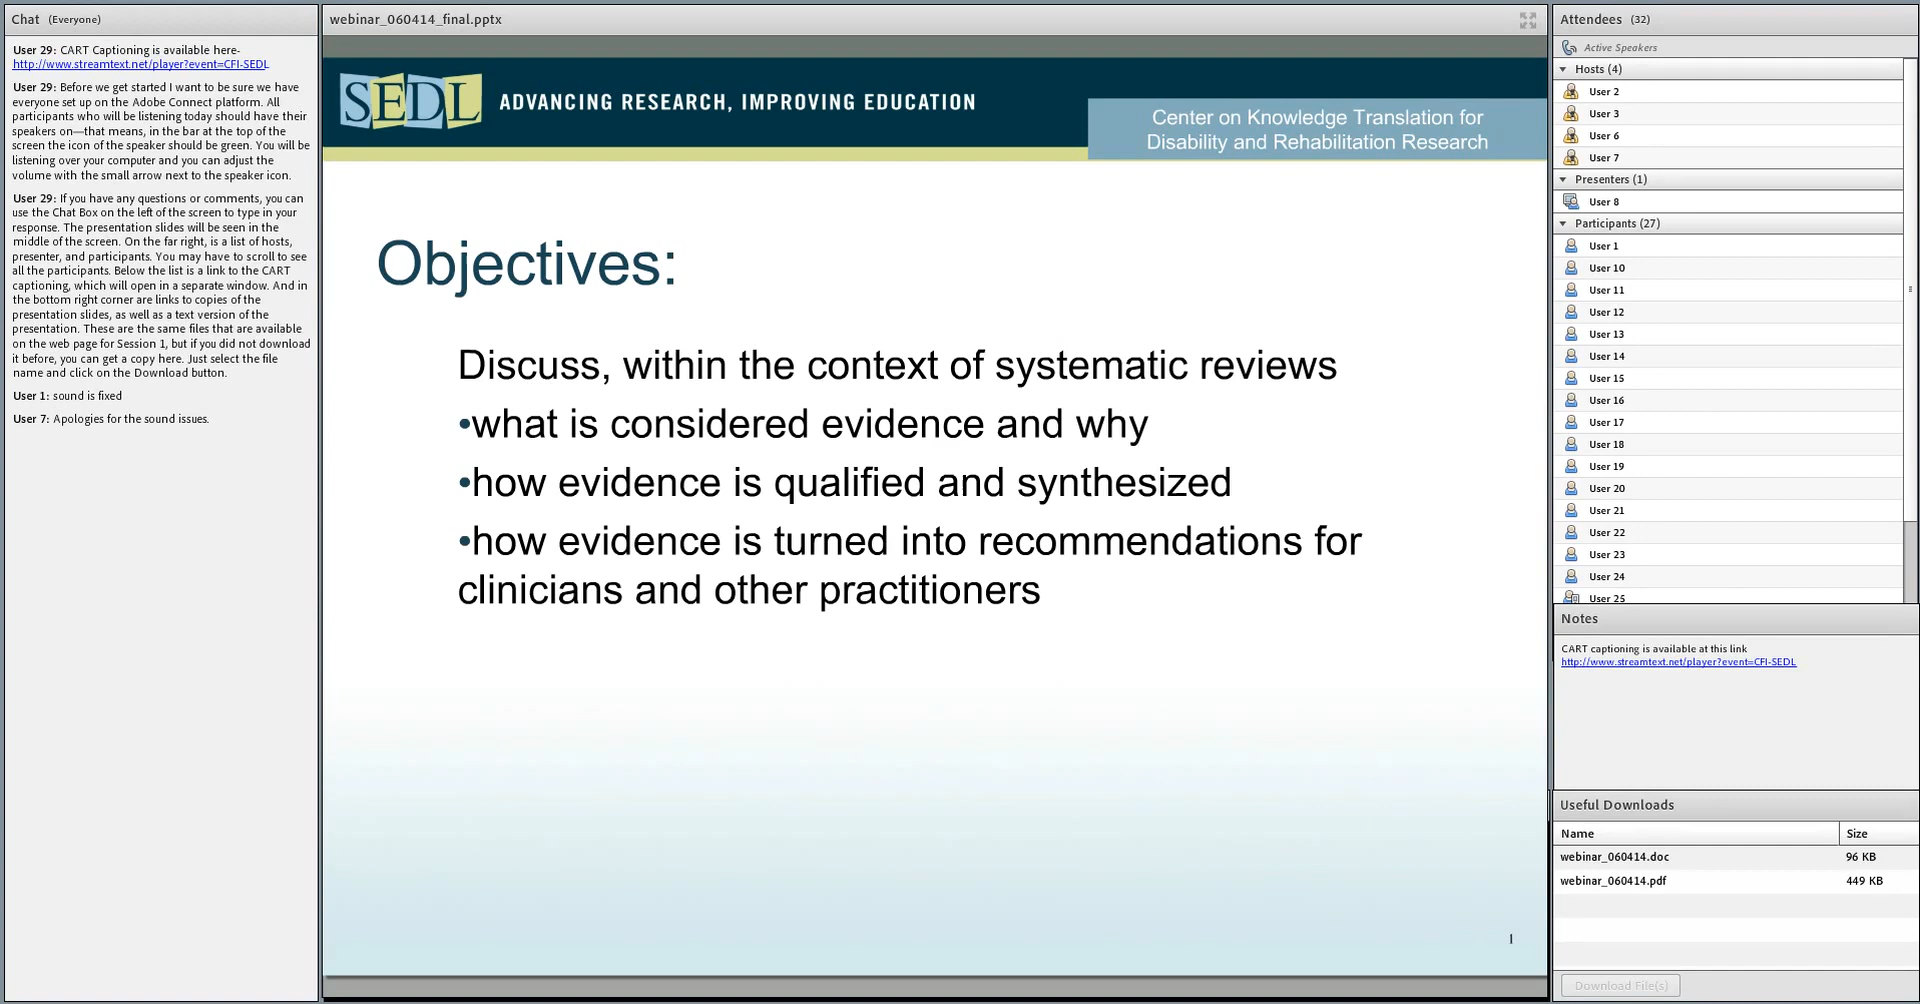 Chat (Everyone)
User 29: CART Captioning is available here-
http://www.streamtext.net/player?event=CFI-SEDL
User 29: Before we get started I want to be sure we have
everyone set up on the Adobe Connect platform. All
participants who will be listening today should have their
speakers on—that means, in the bar at the top of the
screen the icon of the speaker should be green. You will be
listening over your computer and you can adjust the
volume with the small arrow next to the speaker icon.
User 29: If you have any questions or comments, you can
use the Chat Box on the left of the screen to type in your
response. The presentation slides will be seen in the
middle of the screen. On the far right, is a list of hosts,
presenter, and participants. You may have to scroll to see
all the participants. Below the list is a link to the CART
captioning, which will open in a separate window. And in
the bottom right corner are links to copies of the
presentation slides, as well as a text version of the
presentation. These are the same files that are available
on the web page for Session 1, but if you did not download
it before, you can get a copy here. Just select the file
name and click on the Download button.
User 1: sound is fixed
User 7: Apologies for the sound issues.
webinar_060414_final.pptx
SEDL ADVANCING RESEARCH, IMPROVING EDUCATION
Center on Knowledge Translation for
Disability and Rehabilitation Research
Objectives:
Discuss, within the context of systematic reviews
•what is considered evidence and why
•how evidence is qualified and synthesized
•how evidence is turned into recommendations for
clinicians and other practitioners
1
Attendees (32)
Active Speakers
Hosts (4)
User 2
User 3
User 6
User 7
Presenters (1)
User 8
Participants (27)
User 1
User 10
User 11
User 12
User 13
User 14
User 15
User 16
User 17
User 18
User 19
User 20
User 21
User 22
User 23
User 24
User 25
Notes
CART captioning is available at this link
http://www.streamtext.net/player?event=CFI-SEDL
Useful Downloads
Name Size
webinar_060414.doc 96 KB
webinar_060414.pdf 449 KB
Download File(s)